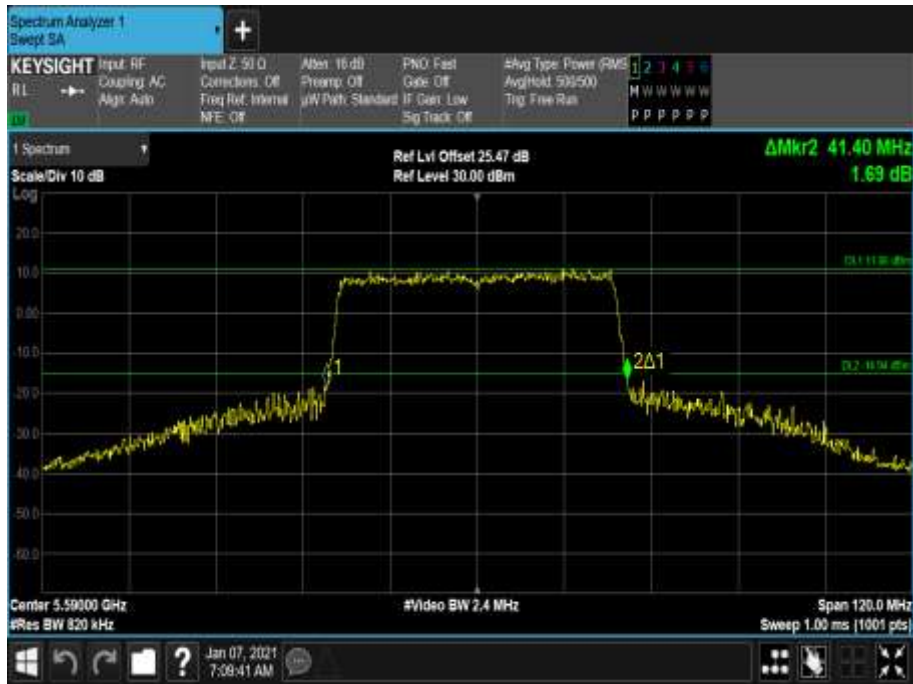 Spectrum Analyzer 1
Swept SA
+
KEYSIGHT Input: RF Input Z: 50 Ω Atten: 16 dB PNO: Fast #Avg Type: Power (RMS 1 2 3 4 5 6
RL Coupling: AC Corrections: Off Preamp: Off Gate: Off Avg|Hold: 500/500 M W W W W W
Align: Auto Freq Ref: Internal µW Path: Standard IF Gain: Low Trig: Free Run
NFE: Off Sig Track: Off P P P P P P
1 Spectrum
Ref Lvl Offset 25.47 dB
ΔMkr2 41.40 MHz
Scale/Div 10 dB
Ref Level 30.00 dBm
1.69 dB
Log
20.0
10.0
0.00
-10.0
1
2Δ1
-20.0
-30.0
-40.0
-50.0
-60.0
Center 5.59000 GHz
#Video BW 2.4 MHz
Span 120.0 MHz
#Res BW 820 kHz
Sweep 1.00 ms (1001 pts)
?
Jan 07, 2021
7:09:41 AM